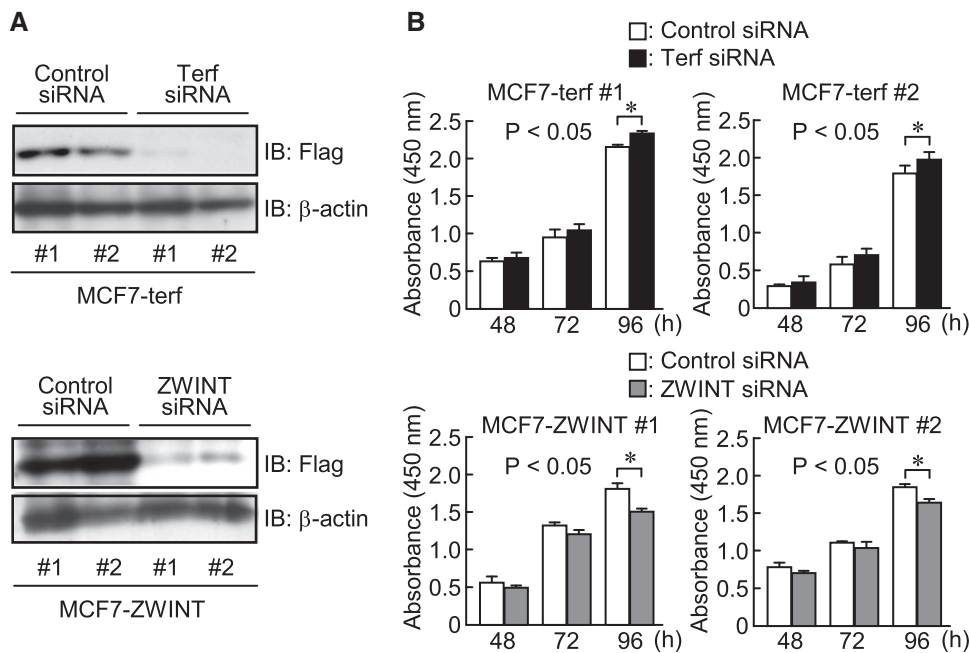 A
Control siRNA
Terf siRNA
IB: Flag
IB: β-actin
#1 #2 #1 #2
MCF7-terf
Control siRNA
ZWINT siRNA
IB: Flag
IB: β-actin
#1 #2 #1 #2
MCF7-ZWINT
B
□: Control siRNA
■: Terf siRNA
MCF7-terf #1
Absorbance (450 nm)
P < 0.05
*
2.5
2.0
1.5
1.0
0.5
0
48 72 96 (h)
MCF7-terf #2
Absorbance (450 nm)
P < 0.05
*
2.5
2.0
1.5
1.0
0.5
0
48 72 96 (h)
□: Control siRNA
■: ZWINT siRNA
MCF7-ZWINT #1
Absorbance (450 nm)
P < 0.05
*
2.5
2.0
1.5
1.0
0.5
0
48 72 96 (h)
MCF7-ZWINT #2
Absorbance (450 nm)
P < 0.05
*
2.5
2.0
1.5
1.0
0.5
0
48 72 96 (h)